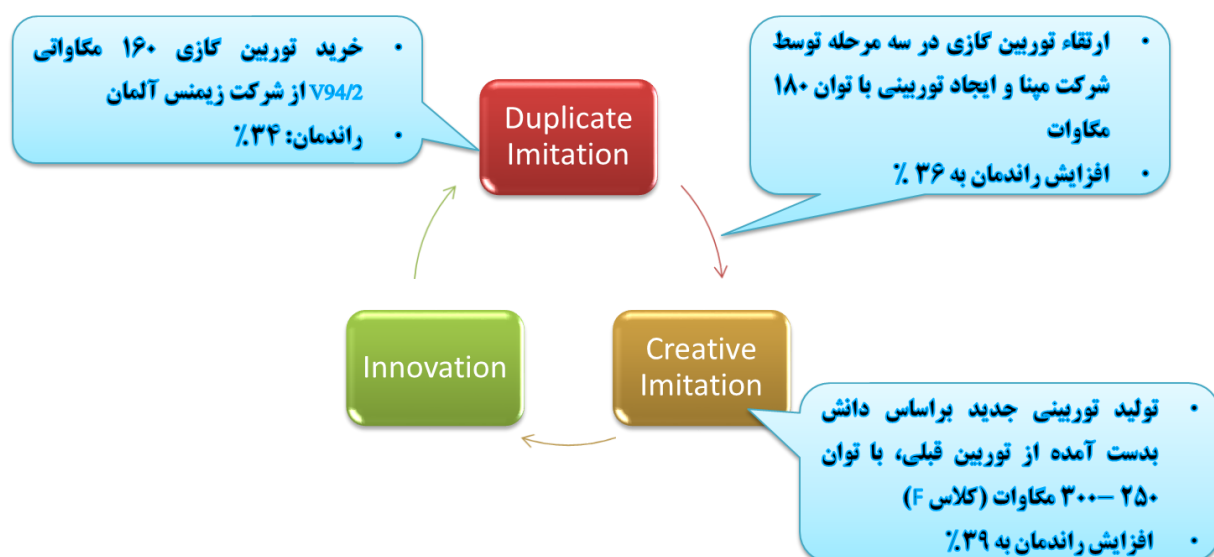 • خرید توربین گازی ۱۶۰ مگاواتی
V94/2 از شرکت زیمنس آلمان
• راندمان: ۳۴٪
• ارتقاء توربین گازی در سه مرحله توسط
شرکت مپنا و ایجاد توربینی با توان ۱۸۰
مگاوات
• افزایش راندمان به ۳۶ ٪
Duplicate
Imitation
Innovation
Creative
Imitation
• تولید توربینی جدید براساس دانش
بدست آمده از توربین قبلی، با توان
۲۵۰ –۳۰۰ مگاوات (کلاس F)
• افزایش راندمان به ۳۹٪